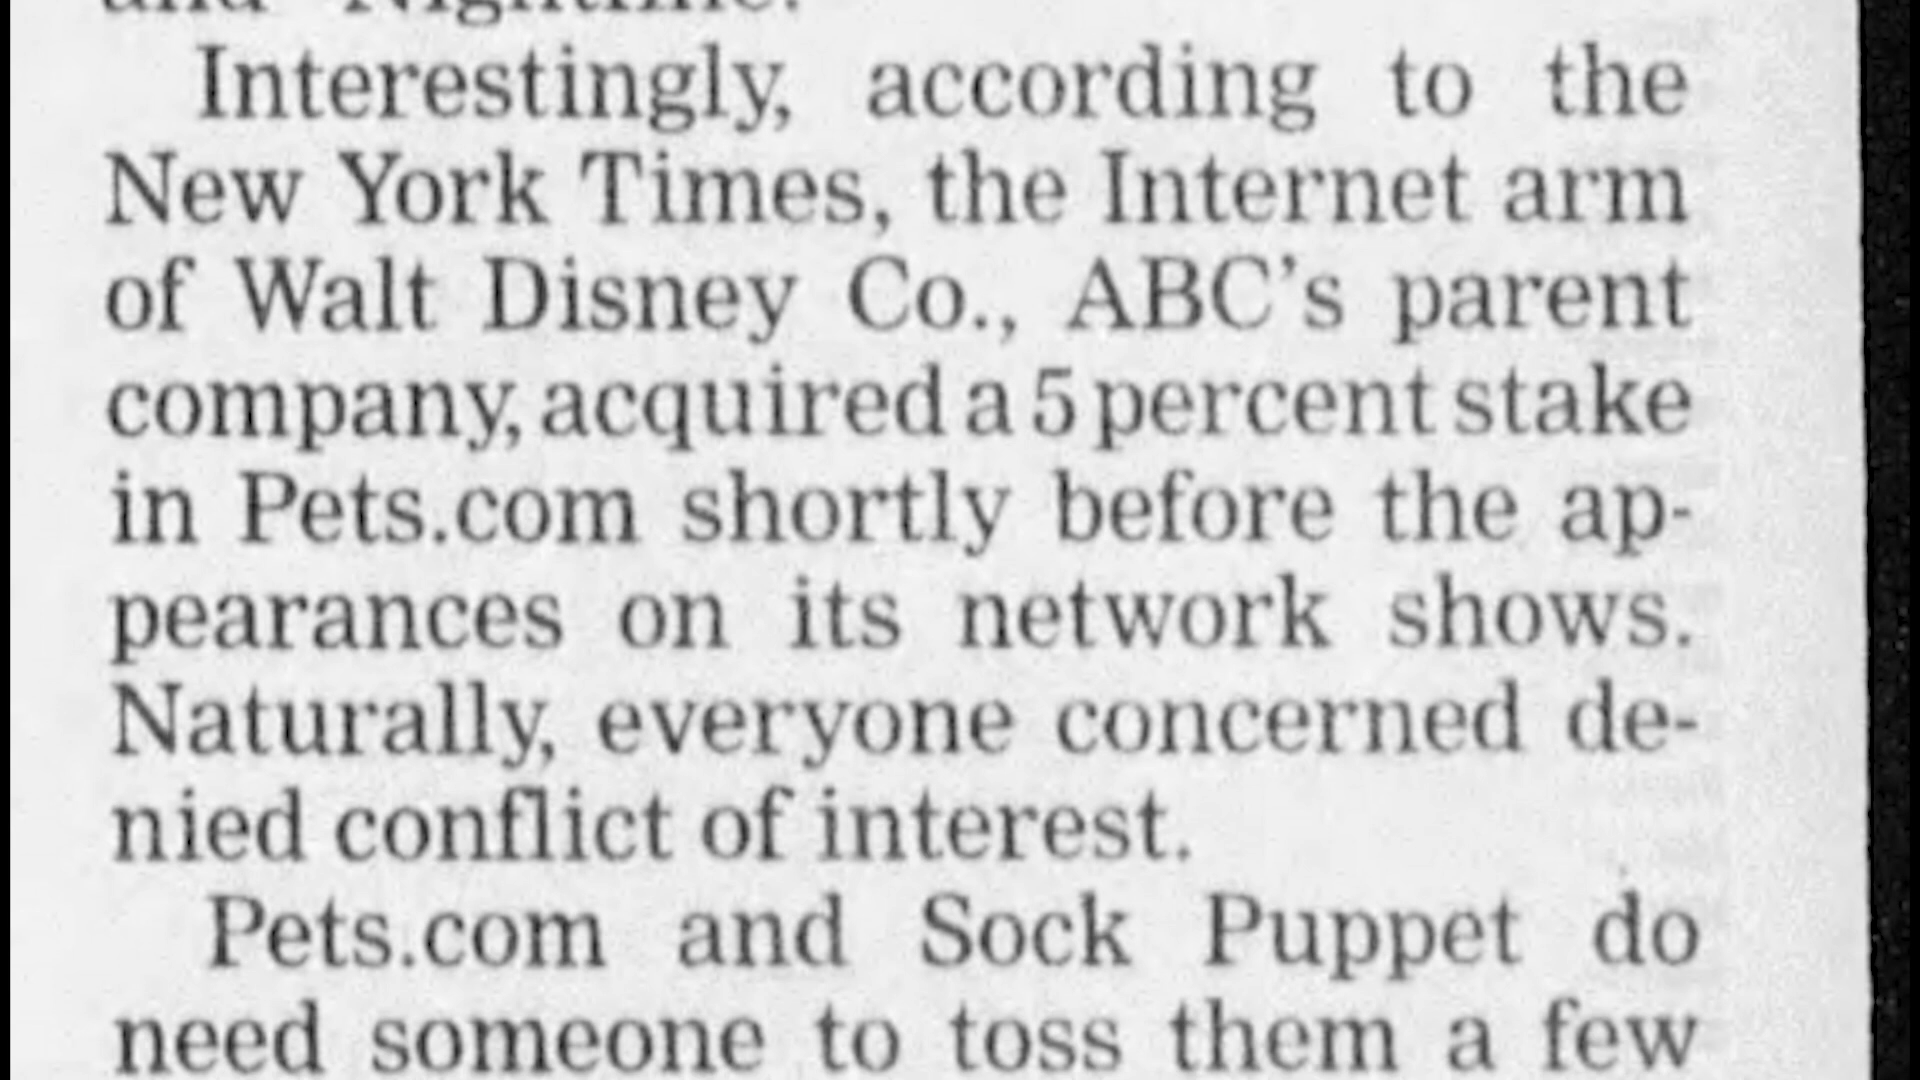 and "Nightline."
Interestingly, according to the
New York Times, the Internet arm
of Walt Disney Co., ABC's parent
company, acquired a 5 percent stake
in Pets.com shortly before the ap-
pearances on its network shows.
Naturally, everyone concerned de-
nied conflict of interest.
Pets.com and Sock Puppet do
need someone to toss them a few